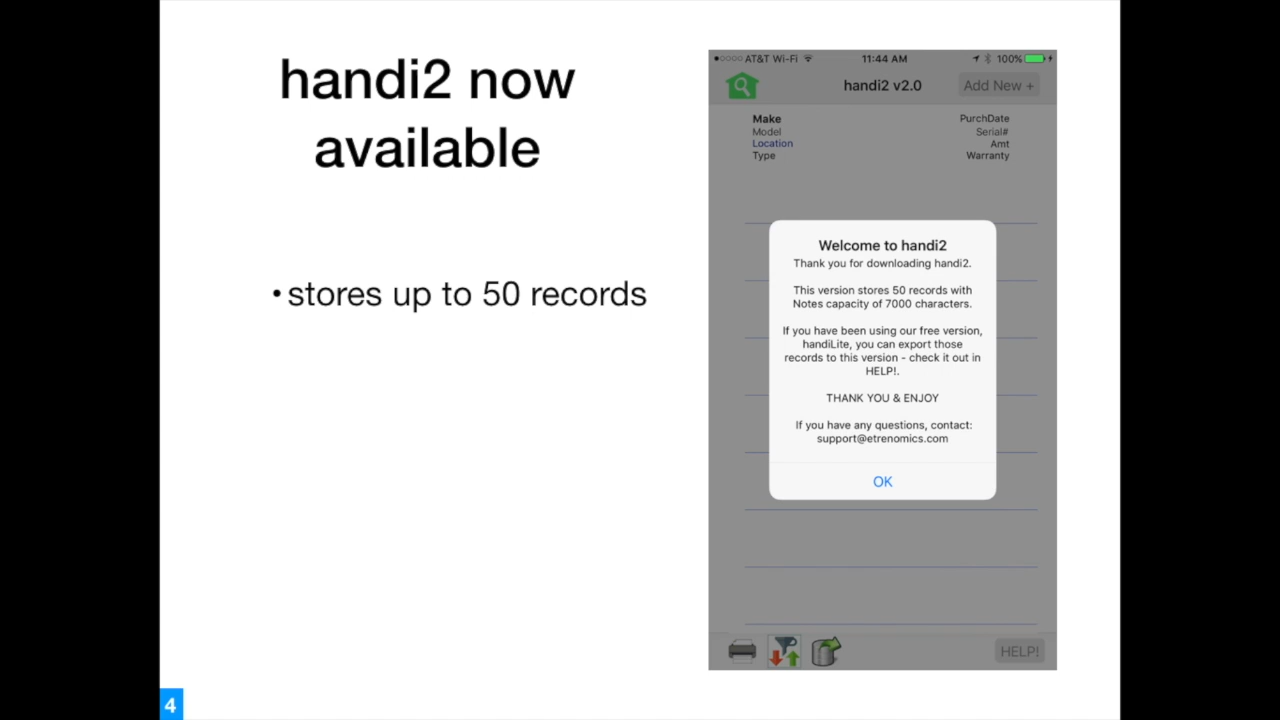 handi2 now
available
•stores up to 50 records
AT&T Wi-Fi 11:44 AM 100%
handi2 v2.0 Add New +
Make PurchDate
Model Serial#
Location Amt
Type Warranty
Welcome to handi2
Thank you for downloading handi2.
This version stores 50 records with
Notes capacity of 7000 characters.
If you have been using our free version,
handiLite, you can export those
records to this version - check it out in
HELP!.
THANK YOU & ENJOY
If you have any questions, contact:
support@etrenomics.com
OK
HELP!
4